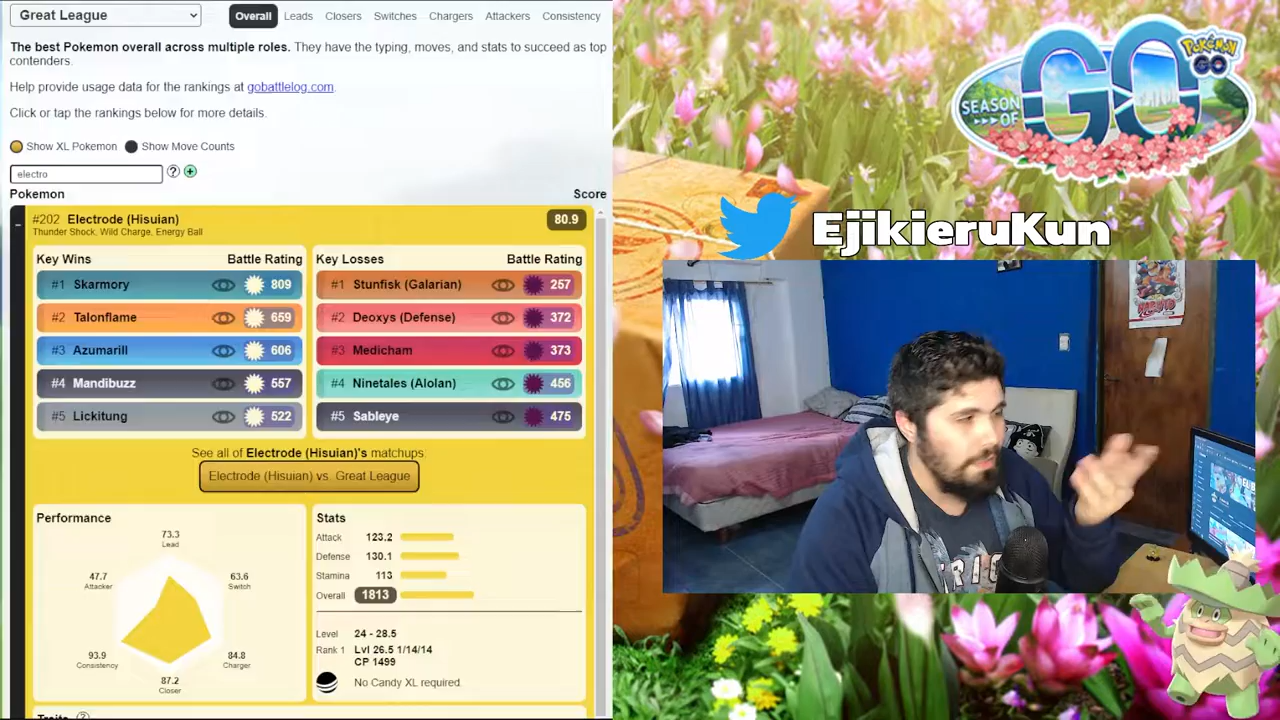 Great League
Overall
Leads
Closers
Switches
Chargers
Attackers
Consistency
The best Pokemon overall across multiple roles. They have the typing, moves, and stats to succeed as top
contenders.
Help provide usage data for the rankings at gobattlelog.com.
Click or tap the rankings below for more details.
Show XL Pokemon
Show Move Counts
electro
?
Pokemon
Score
#202 Electrode (Hisuian)
80.9
Thunder Shock, Wild Charge, Energy Ball
Key Wins
Battle Rating
#1 Skarmory 809
#2 Talonflame 659
#3 Azumarill 606
#4 Mandibuzz 557
#5 Lickitung 522
Key Losses
Battle Rating
#1 Stunfisk (Galarian) 257
#2 Deoxys (Defense) 372
#3 Medicham 373
#4 Ninetales (Alolan) 456
#5 Sableye 475
See all of Electrode (Hisuian)'s matchups:
Electrode (Hisuian) vs. Great League
Performance
73.3
Lead
47.7
Attacker
63.6
Switch
93.9
Consistency
84.8
Charger
87.2
Closer
Stats
Attack 123.2
Defense 130.1
Stamina 113
Overall 1813
Level 24 - 28.5
Rank 1 Lvl 26.5 1/14/14
CP 1499
No Candy XL required
Traits ?
SEASON OF
GO
POKÉMON
GO
EjikieruKun
NARUTO